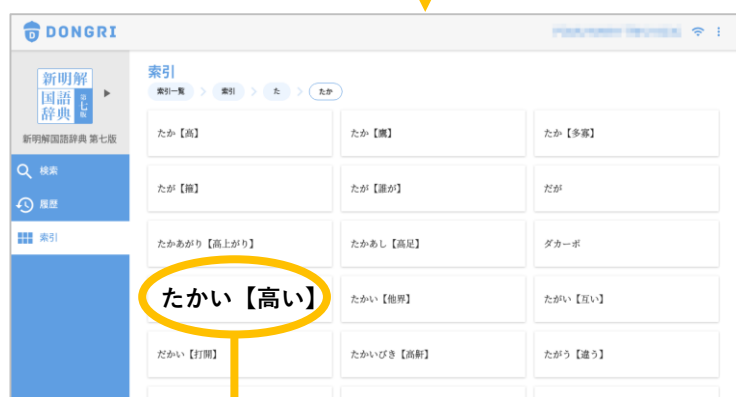 DONGRI
新明解
国語
辞典
第七版
新明解国語辞典 第七版
検索
履歴
索引
索引
索引一覧 > 索引 > た > たか
たか【高】 たか【鷹】 たか【多寡】
たが【箍】 たが【誰が】 だが
たかあがり【高上がり】 たかあし【高足】 ダカーポ
たかい【高い】 たかい【他界】 たがい【互い】
だかい【打開】 たかいびき【高鼾】 たがう【違う】